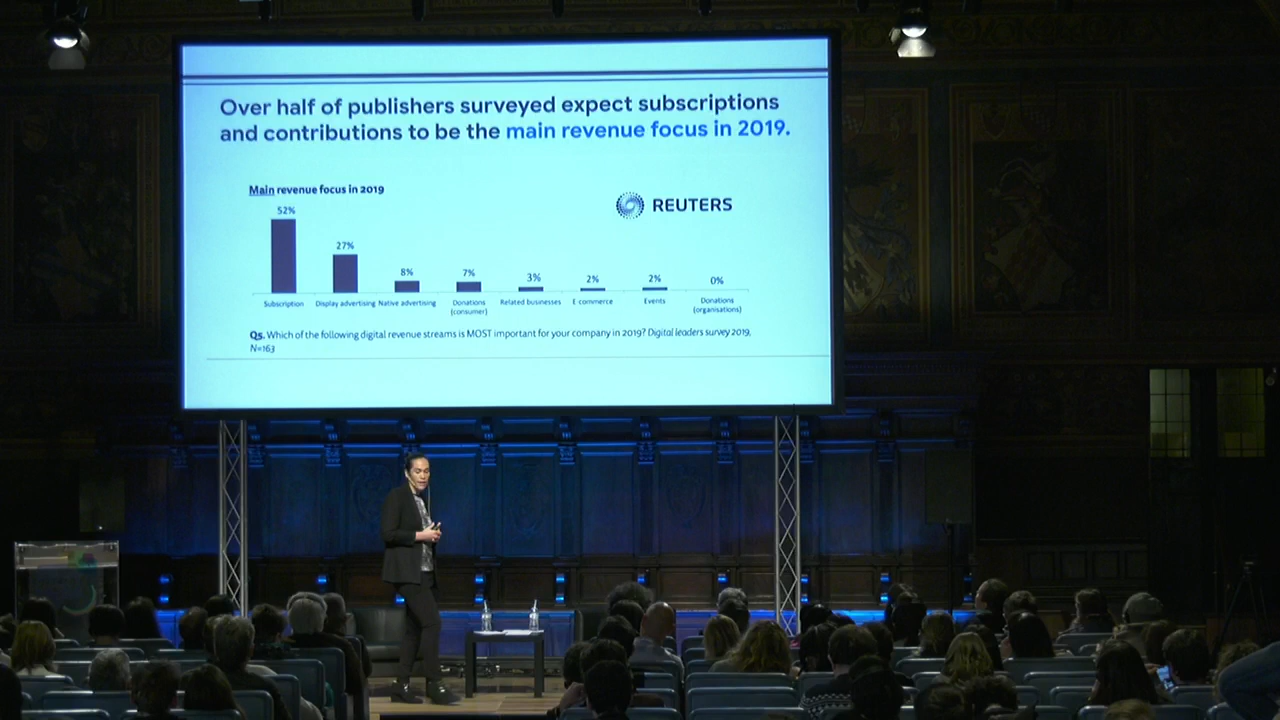 Over half of publishers surveyed expect subscriptions
and contributions to be the main revenue focus in 2019.
Main revenue focus in 2019
REUTERS
52%
27%
8%
7%
3%
2%
2%
0%
Subscription
Display advertising
Native advertising
Donations
(consumer)
Related businesses
E-commerce
Events
Donations
(organisations)
Q5. Which of the following digital revenue streams is MOST important for your company in 2019? Digital leaders survey 2019,
N=163